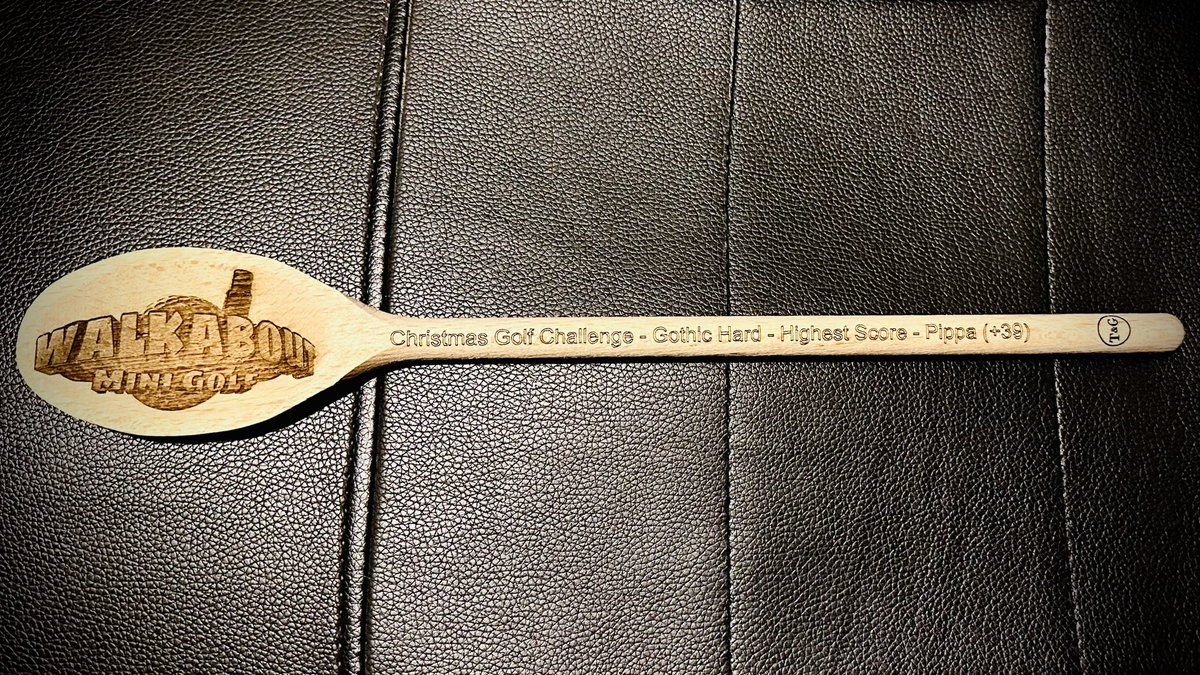 WALKABOUT
MINI GOLF
Christmas Golf Challenge - Gothic Hard - Highest Score - Pippa (+39)
T&G